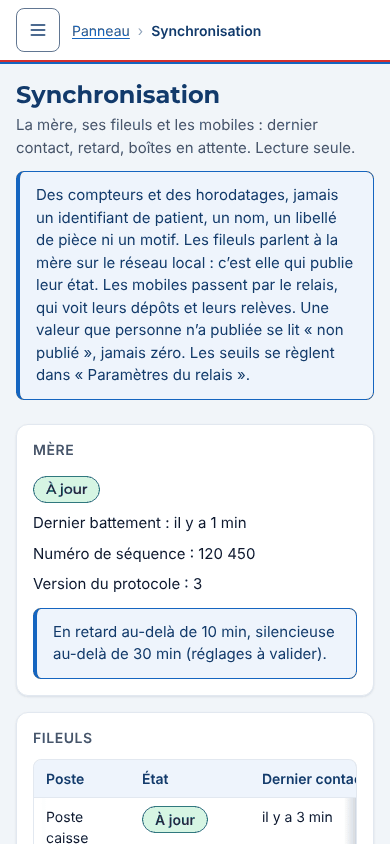 Panneau › Synchronisation
Synchronisation
La mère, ses fileuls et les mobiles : dernier
contact, retard, boîtes en attente. Lecture seule.
Des compteurs et des horodatages, jamais
un identifiant de patient, un nom, un libellé
de pièce ni un motif. Les fileuls parlent à la
mère sur le réseau local : c’est elle qui publie
leur état. Les mobiles passent par le relais,
qui voit leurs dépôts et leurs relèves. Une
valeur que personne n’a publiée se lit « non
publié », jamais zéro. Les seuils se règlent
dans « Paramètres du relais ».
MÈRE
À jour
Dernier battement : il y a 1 min
Numéro de séquence : 120 450
Version du protocole : 3
En retard au-delà de 10 min, silencieuse
au-delà de 30 min (réglages à valider).
FILEULS
Poste État Dernier contac
Poste À jour il y a 3 min
caisse